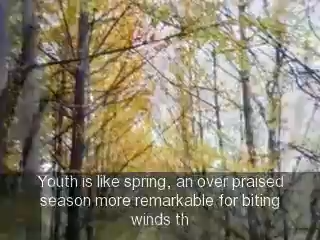 Youth is like spring, an over praised
season more remarkable for biting
winds th